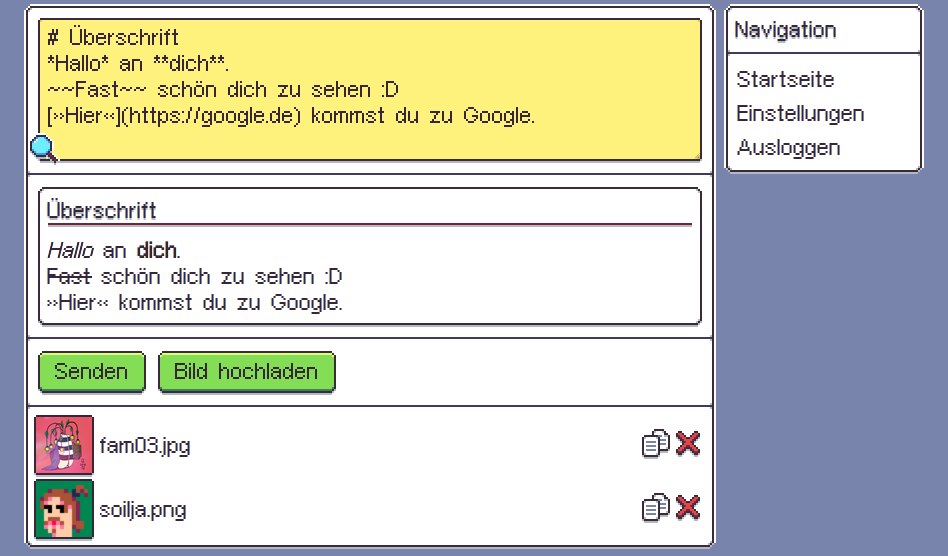 # Überschrift
*Hallo* an **dich**.
~~Fast~~ schön dich zu sehen :D
[»Hier«](https://google.de) kommst du zu Google.
Überschrift
Hallo an dich.
Fast schön dich zu sehen :D
»Hier« kommst du zu Google.
Senden
Bild hochladen
fam03.jpg
soilja.png
Navigation
Startseite
Einstellungen
Ausloggen